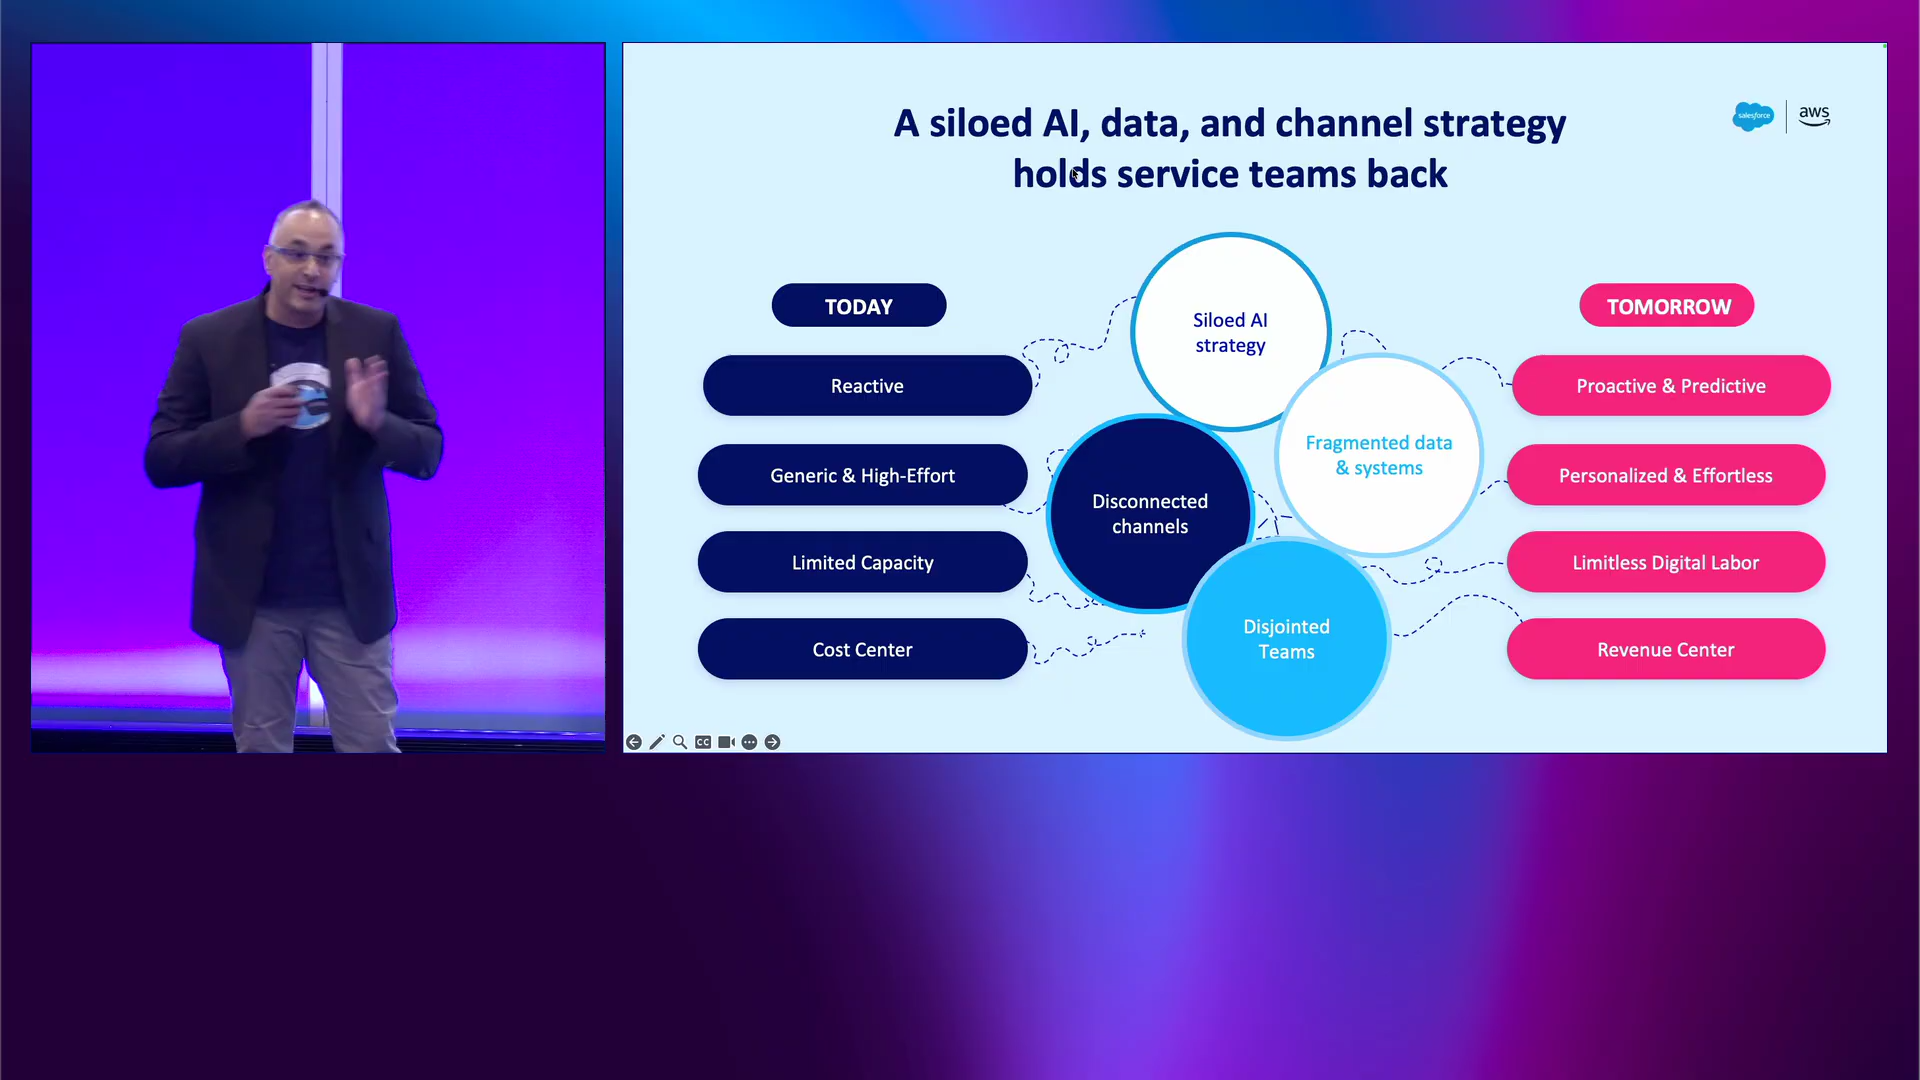 A siloed AI, data, and channel strategy
holds service teams back
salesforce
aws
TODAY
Reactive
Generic & High-Effort
Limited Capacity
Cost Center
Siloed AI
strategy
Fragmented data
& systems
Disconnected
channels
Disjointed
Teams
TOMORROW
Proactive & Predictive
Personalized & Effortless
Limitless Digital Labor
Revenue Center
CC